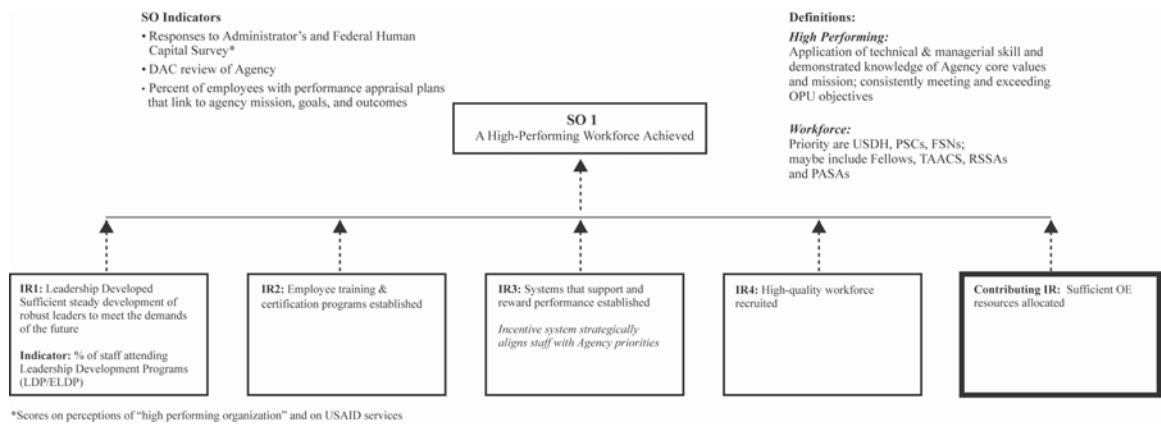 SO Indicators
• Responses to Administrator's and Federal Human
Capital Survey*
• DAC review of Agency
• Percent of employees with performance appraisal plans
that link to agency mission, goals, and outcomes
Definitions:
High Performing:
Application of technical & managerial skill and
demonstrated knowledge of Agency core values
and mission; consistently meeting and exceeding
OPU objectives
Workforce:
Priority are USDH, PSCs, FSNs;
maybe include Fellows, TAACS, RSSAs
and PASAs
SO 1
A High-Performing Workforce Achieved
IR1: Leadership Developed
Sufficient steady development of
robust leaders to meet the demands
of the future
Indicator: % of staff attending
Leadership Development Programs
(LDP/ELDP)
IR2: Employee training &
certification programs established
IR3: Systems that support and
reward performance established
Incentive system strategically
aligns staff with Agency priorities
IR4: High-quality workforce
recruited
Contributing IR: Sufficient OE
resources allocated
*Scores on perceptions of "high performing organization" and on USAID services